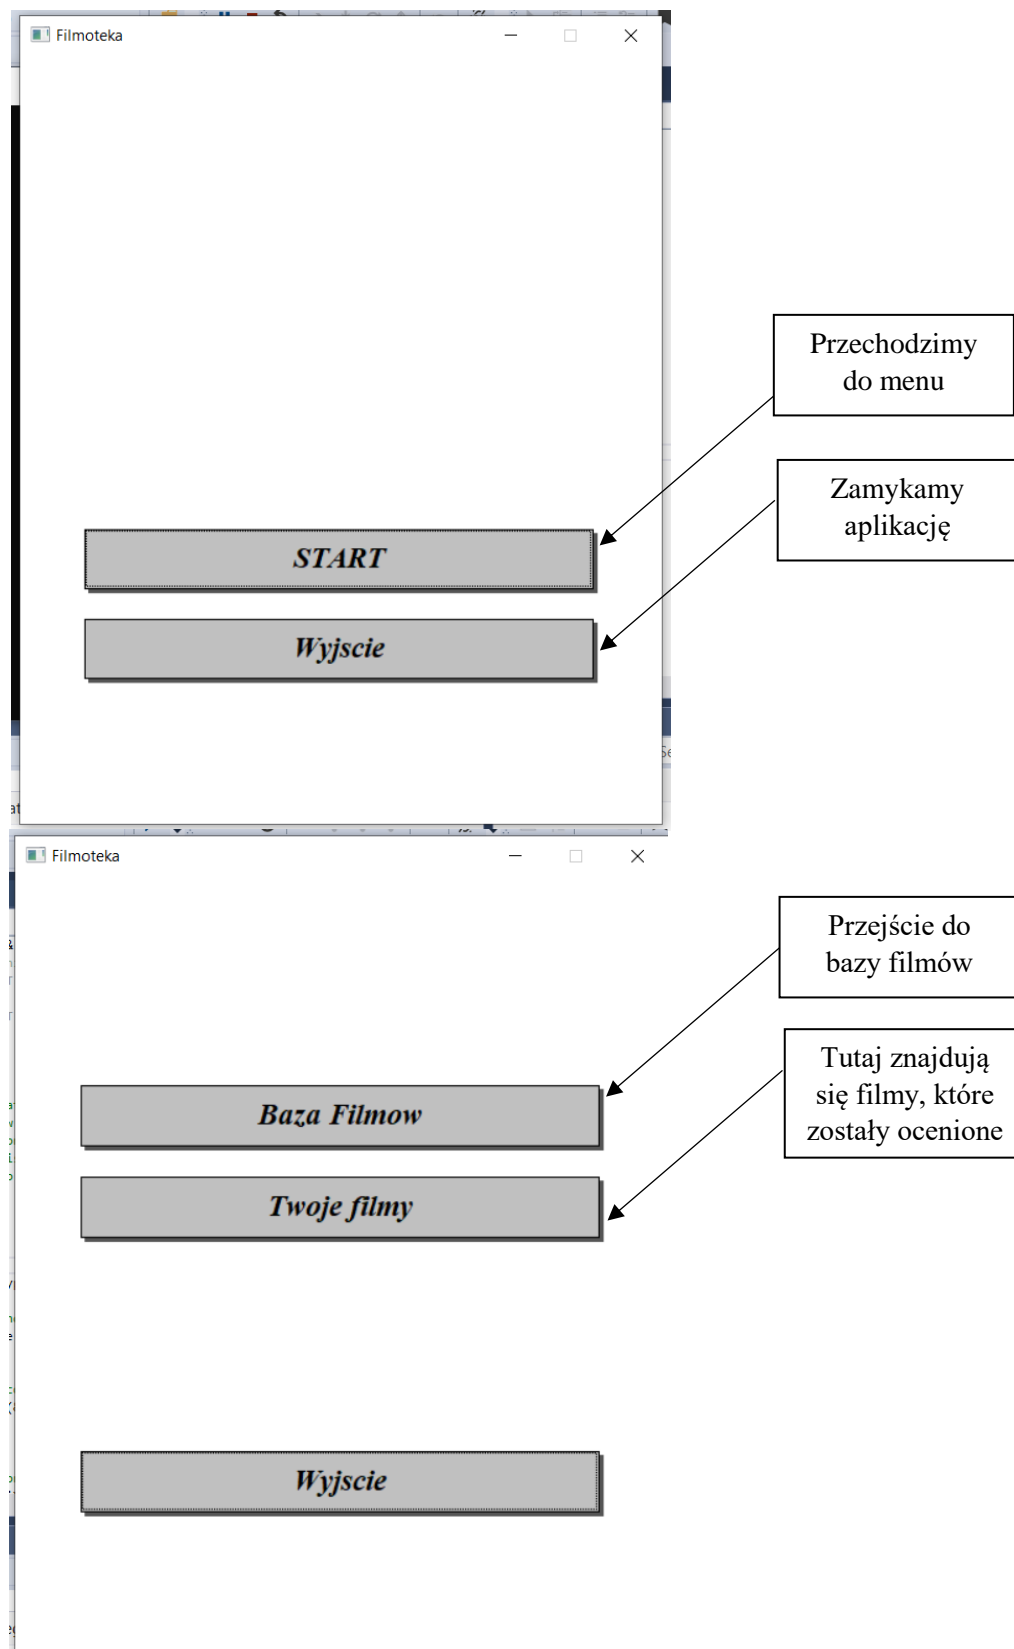 Filmoteka
Przechodzimy
do menu
Zamykamy
aplikację
START
Wyjscie
Filmoteka
Przejście do
bazy filmów
Tutaj znajdują
się filmy, które
zostały ocenione
Baza Filmow
Twoje filmy
Wyjscie